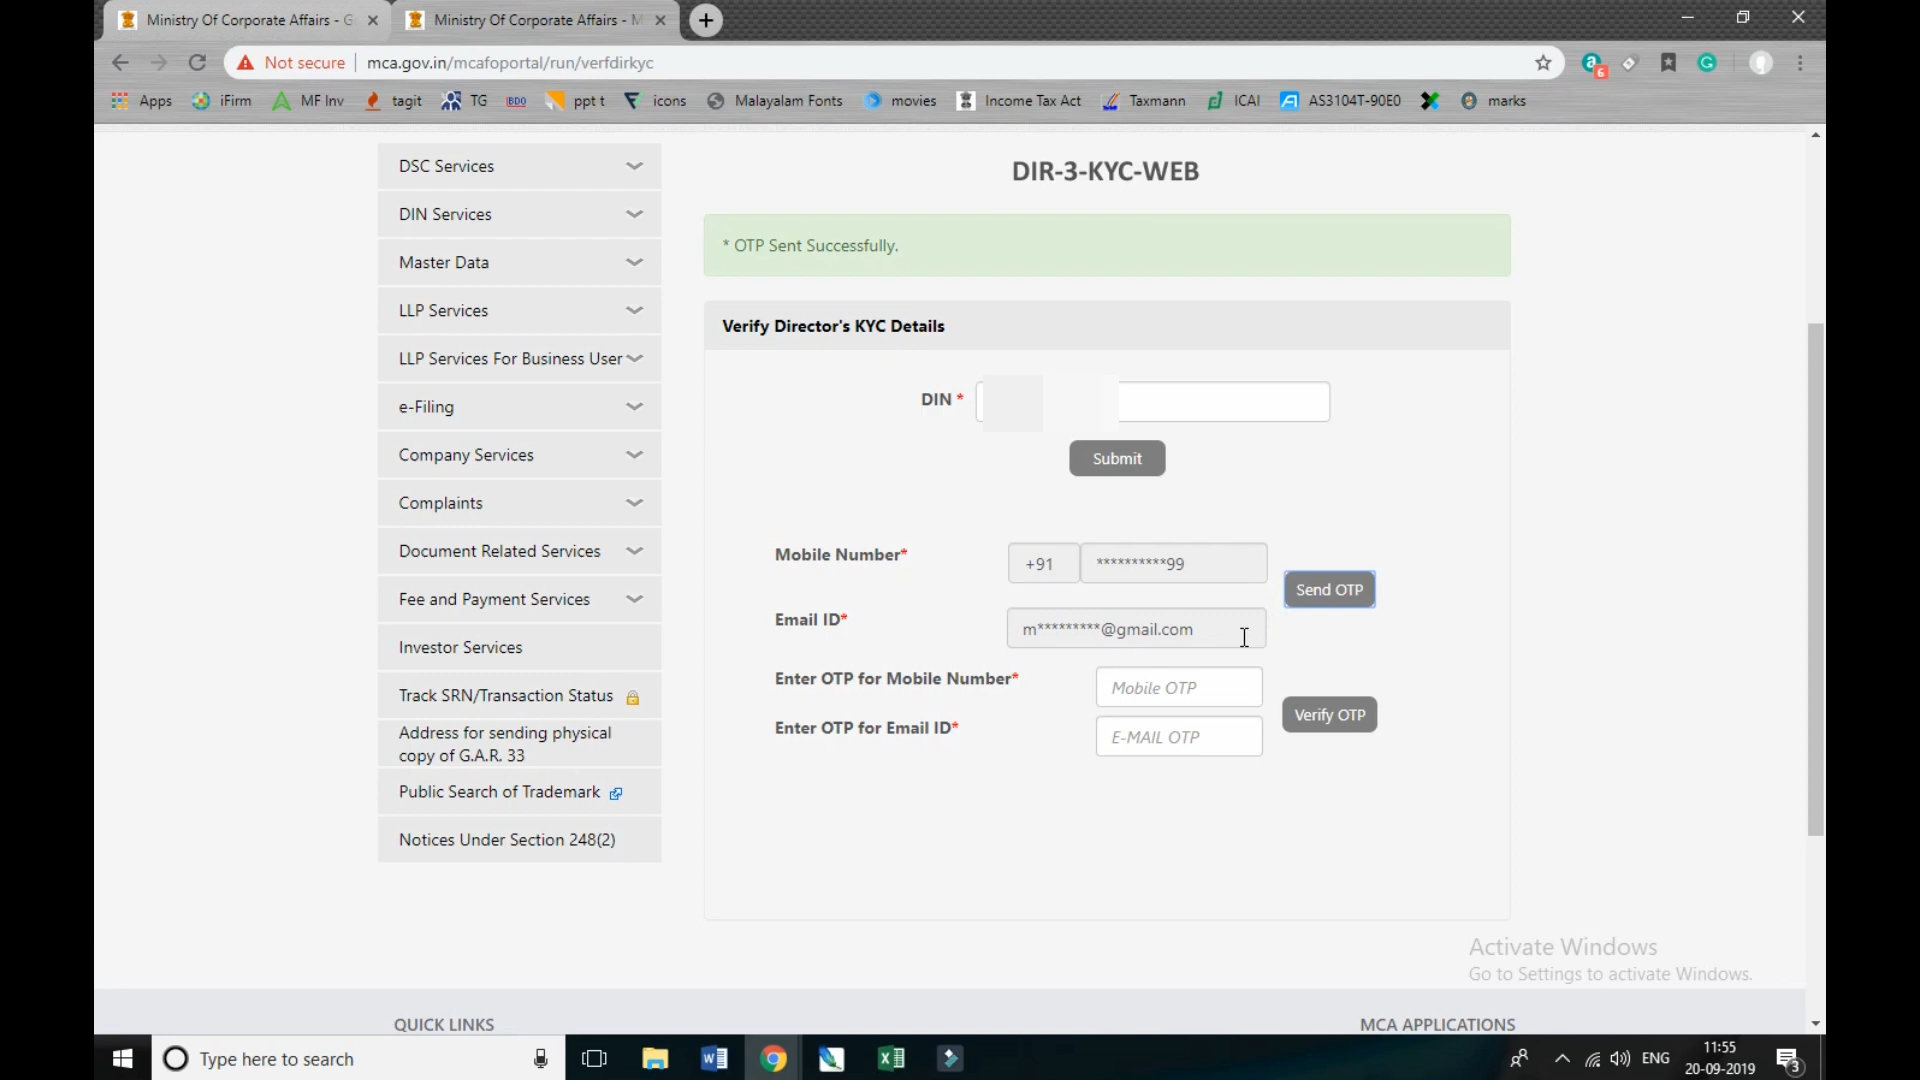 Ministry Of Corporate Affairs - G
Ministry Of Corporate Affairs - M
Not secure
mca.gov.in/mcafoportal/run/verfdirkyc
6
Apps
iFirm
MF Inv
tagit
TG
BDO
ppt t
icons
Malayalam Fonts
movies
Income Tax Act
Taxmann
ICAI
AS3104T-90E0
marks
DSC Services
DIN Services
Master Data
LLP Services
LLP Services For Business User
e-Filing
Company Services
Complaints
Document Related Services
Fee and Payment Services
Investor Services
Track SRN/Transaction Status
Address for sending physical
copy of G.A.R. 33
Public Search of Trademark
Notices Under Section 248(2)
DIR-3-KYC-WEB
* OTP Sent Successfully.
Verify Director's KYC Details
DIN *
Submit
Mobile Number*
+91
**********99
Send OTP
Email ID*
m*********@gmail.com
Enter OTP for Mobile Number*
Mobile OTP
Verify OTP
Enter OTP for Email ID*
E-MAIL OTP
Activate Windows
Go to Settings to activate Windows.
QUICK LINKS
MCA APPLICATIONS
Type here to search
ENG
11:55
20-09-2019
3